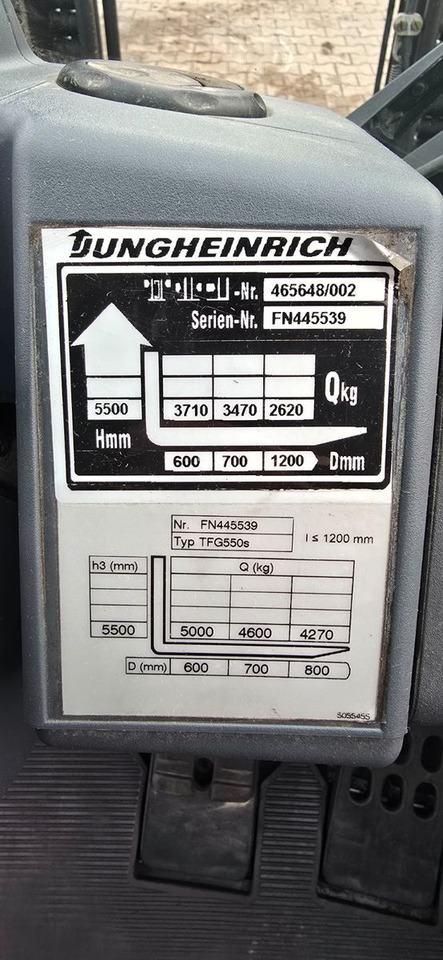 JUNGHEINRICH
-Nr. 465648/002
Serien-Nr. FN445539
5500 3710 3470 2620 Qkg
Hmm
600 700 1200 Dmm
Nr. FN445539
Typ TFG550s l ≤ 1200 mm
h3 (mm) Q (kg)
5500 5000 4600 4270
D (mm) 600 700 800
5055455